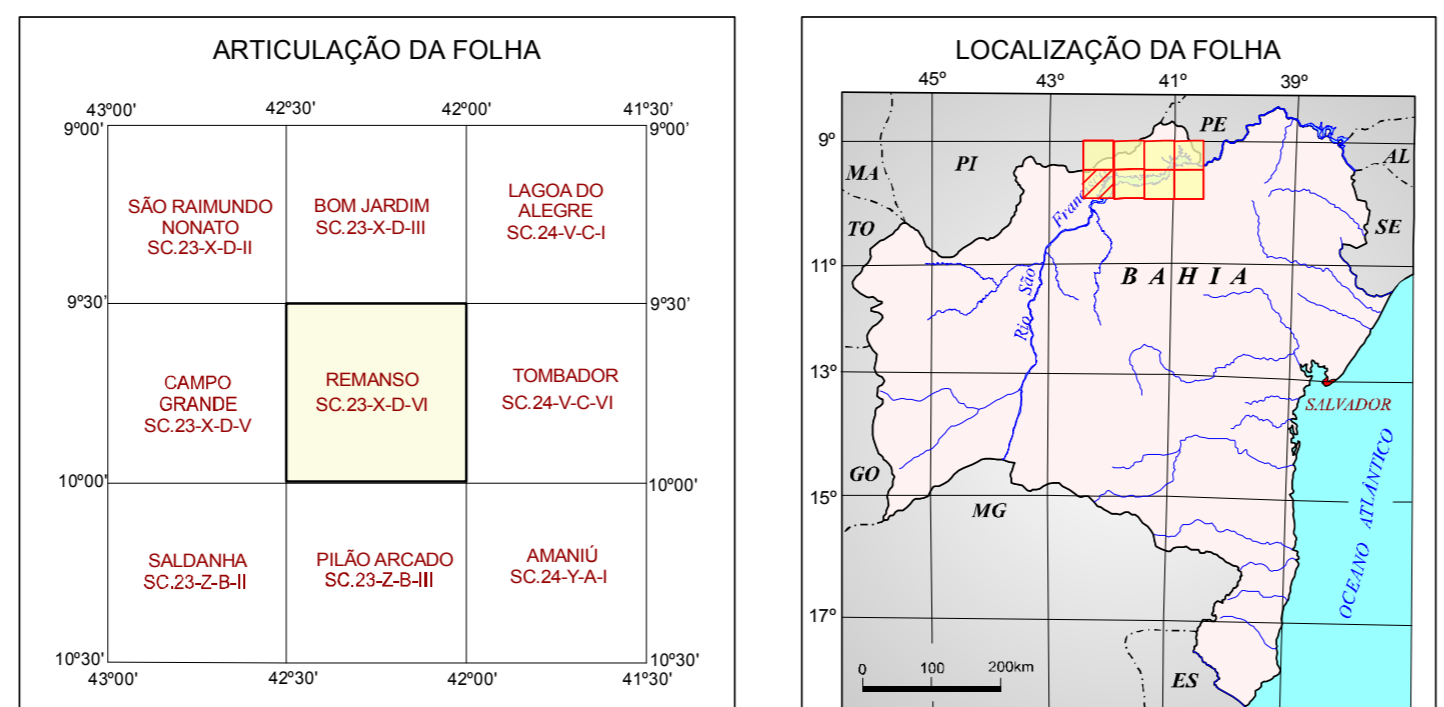 ARTICULAÇÃO DA FOLHA
43º00'
42º30'
42º00'
41º30'
9º00'
9º00'
SÃO RAIMUNDO
NONATO
SC.23-X-D-II
BOM JARDIM
SC.23-X-D-III
LAGOA DO
ALEGRE
SC.24-V-C-I
9º30'
9º30'
CAMPO
GRANDE
SC.23-X-D-V
REMANSO
SC.23-X-D-VI
TOMBADOR
SC.24-V-C-VI
10º00'
10º00'
SALDANHA
SC.23-Z-B-II
PILÃO ARCADO
SC.23-Z-B-III
AMANIÚ
SC.24-Y-A-I
10º30'
10º30'
43º00'
42º30'
42º00'
41º30'
LOCALIZAÇÃO DA FOLHA
45º
43º
41º
39º
9º
11º
13º
15º
17º
PE
PI
MA
AL
TO
SE
BAHIA
Rio São Franc
SALVADOR
GO
MG
OCEANO ATLÂNTICO
ES
0 100 200km